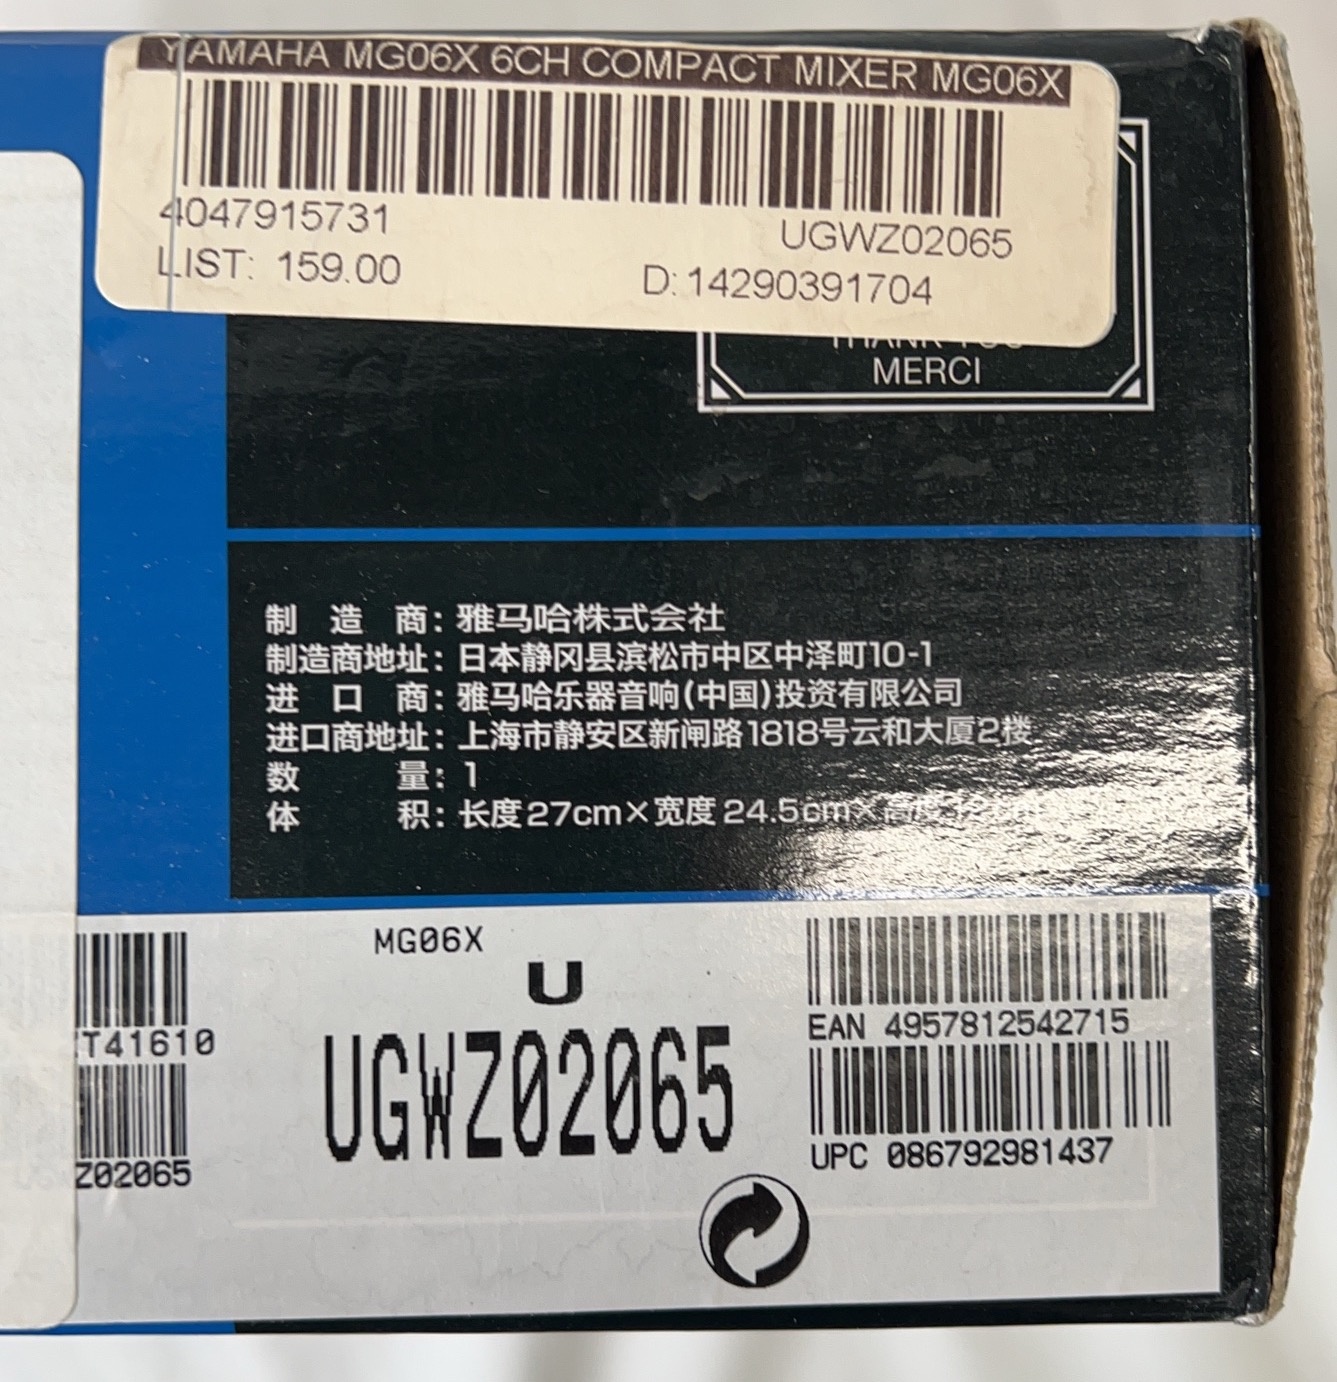 YAMAHA MG06X 6CH COMPACT MIXER MG06X
4047915731
UGWZ02065
LIST: 159.00
D: 14290391704
THANK YOU
MERCI
制造商：雅马哈株式会社
制造商地址：日本静冈县滨松市中区中泽町10-1
进口商：雅马哈乐器音响(中国)投资有限公司
进口商地址：上海市静安区新闸路1818号云和大厦2楼
数量：1
体积：长度27cm×宽度24.5cm×高度
MG06X
U
UGWZ02065
T41610
Z02065
EAN 4957812542715
UPC 086792981437